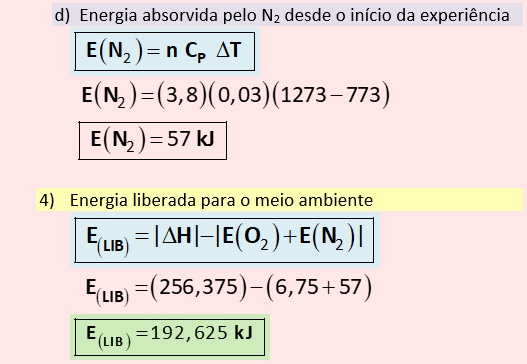 d) Energia absorvida pelo N₂ desde o início da experiência
E(N₂) = n Cₚ ΔT
E(N₂) = (3,8)(0,03)(1273 − 773)
E(N₂) = 57 kJ
4) Energia liberada para o meio ambiente
E(LIB) = |ΔH| − |E(O₂) + E(N₂)|
E(LIB) = (256,375) − (6,75 + 57)
E(LIB) = 192,625 kJ